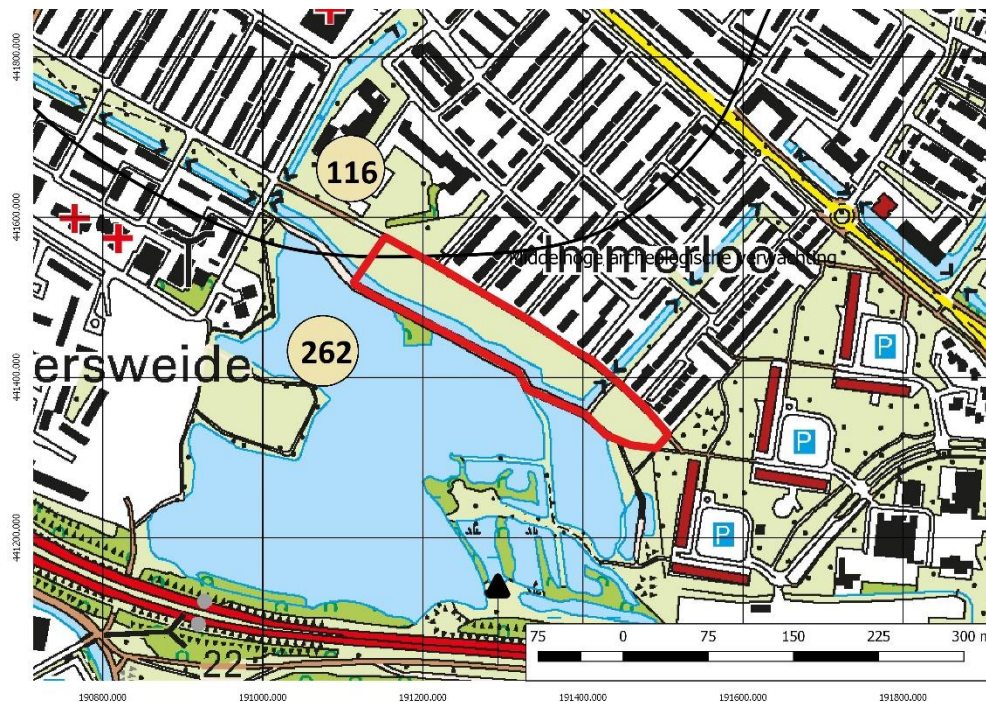 441800.000
116
441600.000
Immerloo
Middelhoge archeologische verwachting
262
ersweide
P
441400.000
P
P
441200.000
22
75 0 75 150 225 300 m
190800.000 191000.000 191200.000 191400.000 191600.000 191800.000